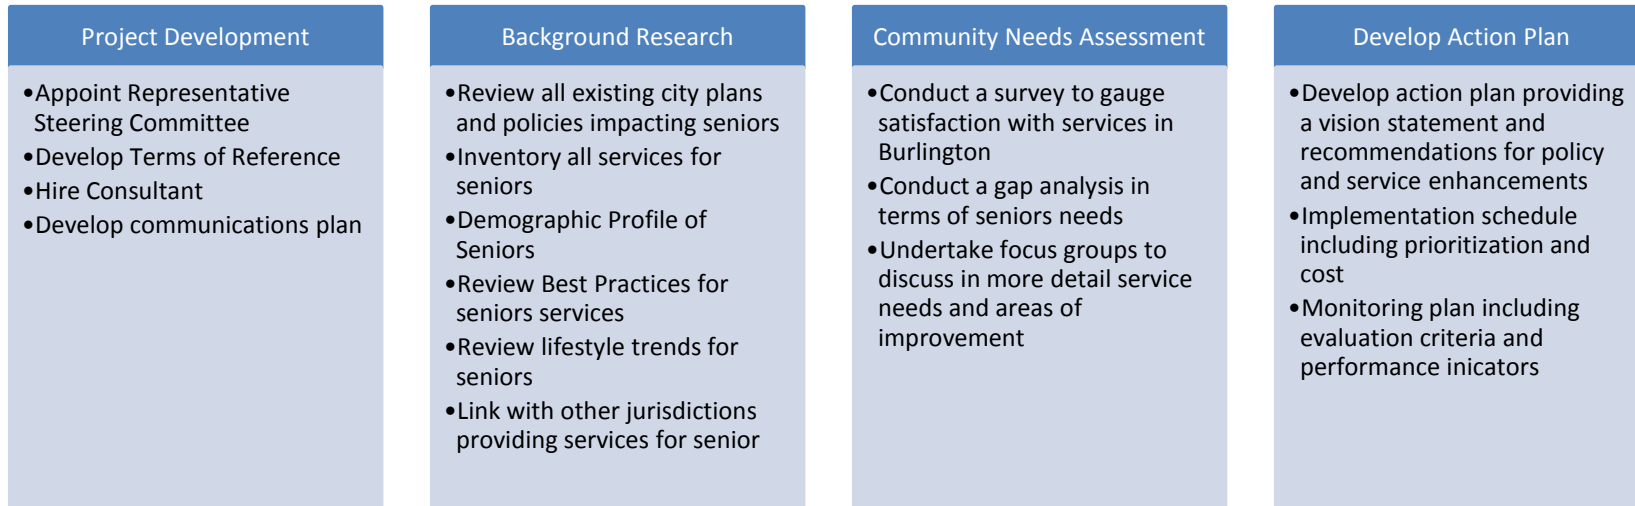 Project Development
•Appoint Representative
Steering Committee
•Develop Terms of Reference
•Hire Consultant
•Develop communications plan
Background Research
•Review all existing city plans
and policies impacting seniors
•Inventory all services for
seniors
•Demographic Profile of
Seniors
•Review Best Practices for
seniors services
•Review lifestyle trends for
seniors
•Link with other jurisdictions
providing services for senior
Community Needs Assessment
•Conduct a survey to gauge
satisfaction with services in
Burlington
•Conduct a gap analysis in
terms of seniors needs
•Undertake focus groups to
discuss in more detail service
needs and areas of
improvement
Develop Action Plan
•Develop action plan providing
a vision statement and
recommendations for policy
and service enhancements
•Implementation schedule
including prioritization and
cost
•Monitoring plan including
evaluation criteria and
performance inicators